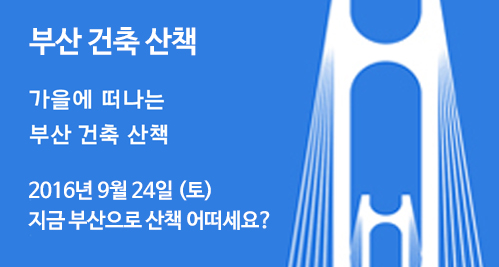 부산 건축 산책
가을에 떠나는
부산 건축 산책
2016년 9월 24일 (토)
지금 부산으로 산책 어떠세요?